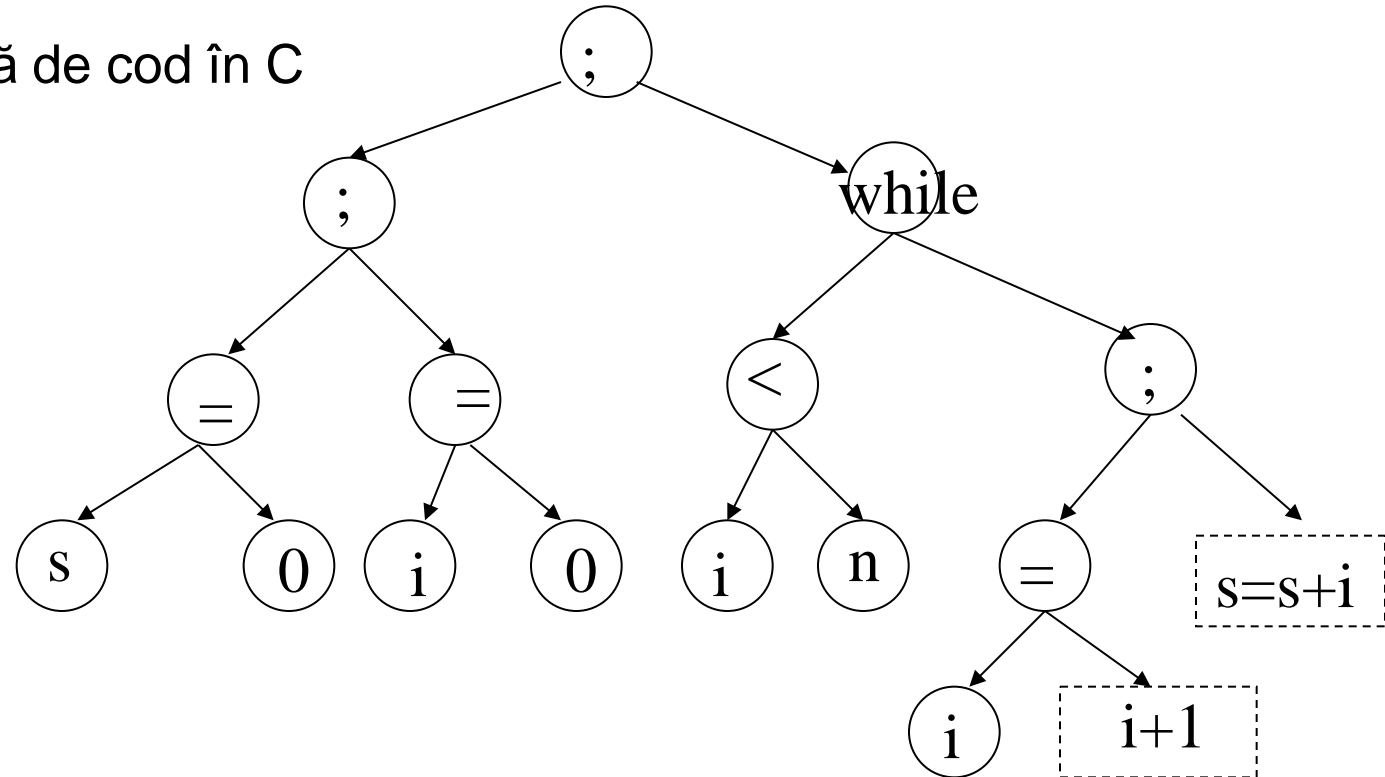 ă de cod în C
;
;
while
=
=
<
;
s
0
i
0
i
n
=
s=s+i
i
i+1